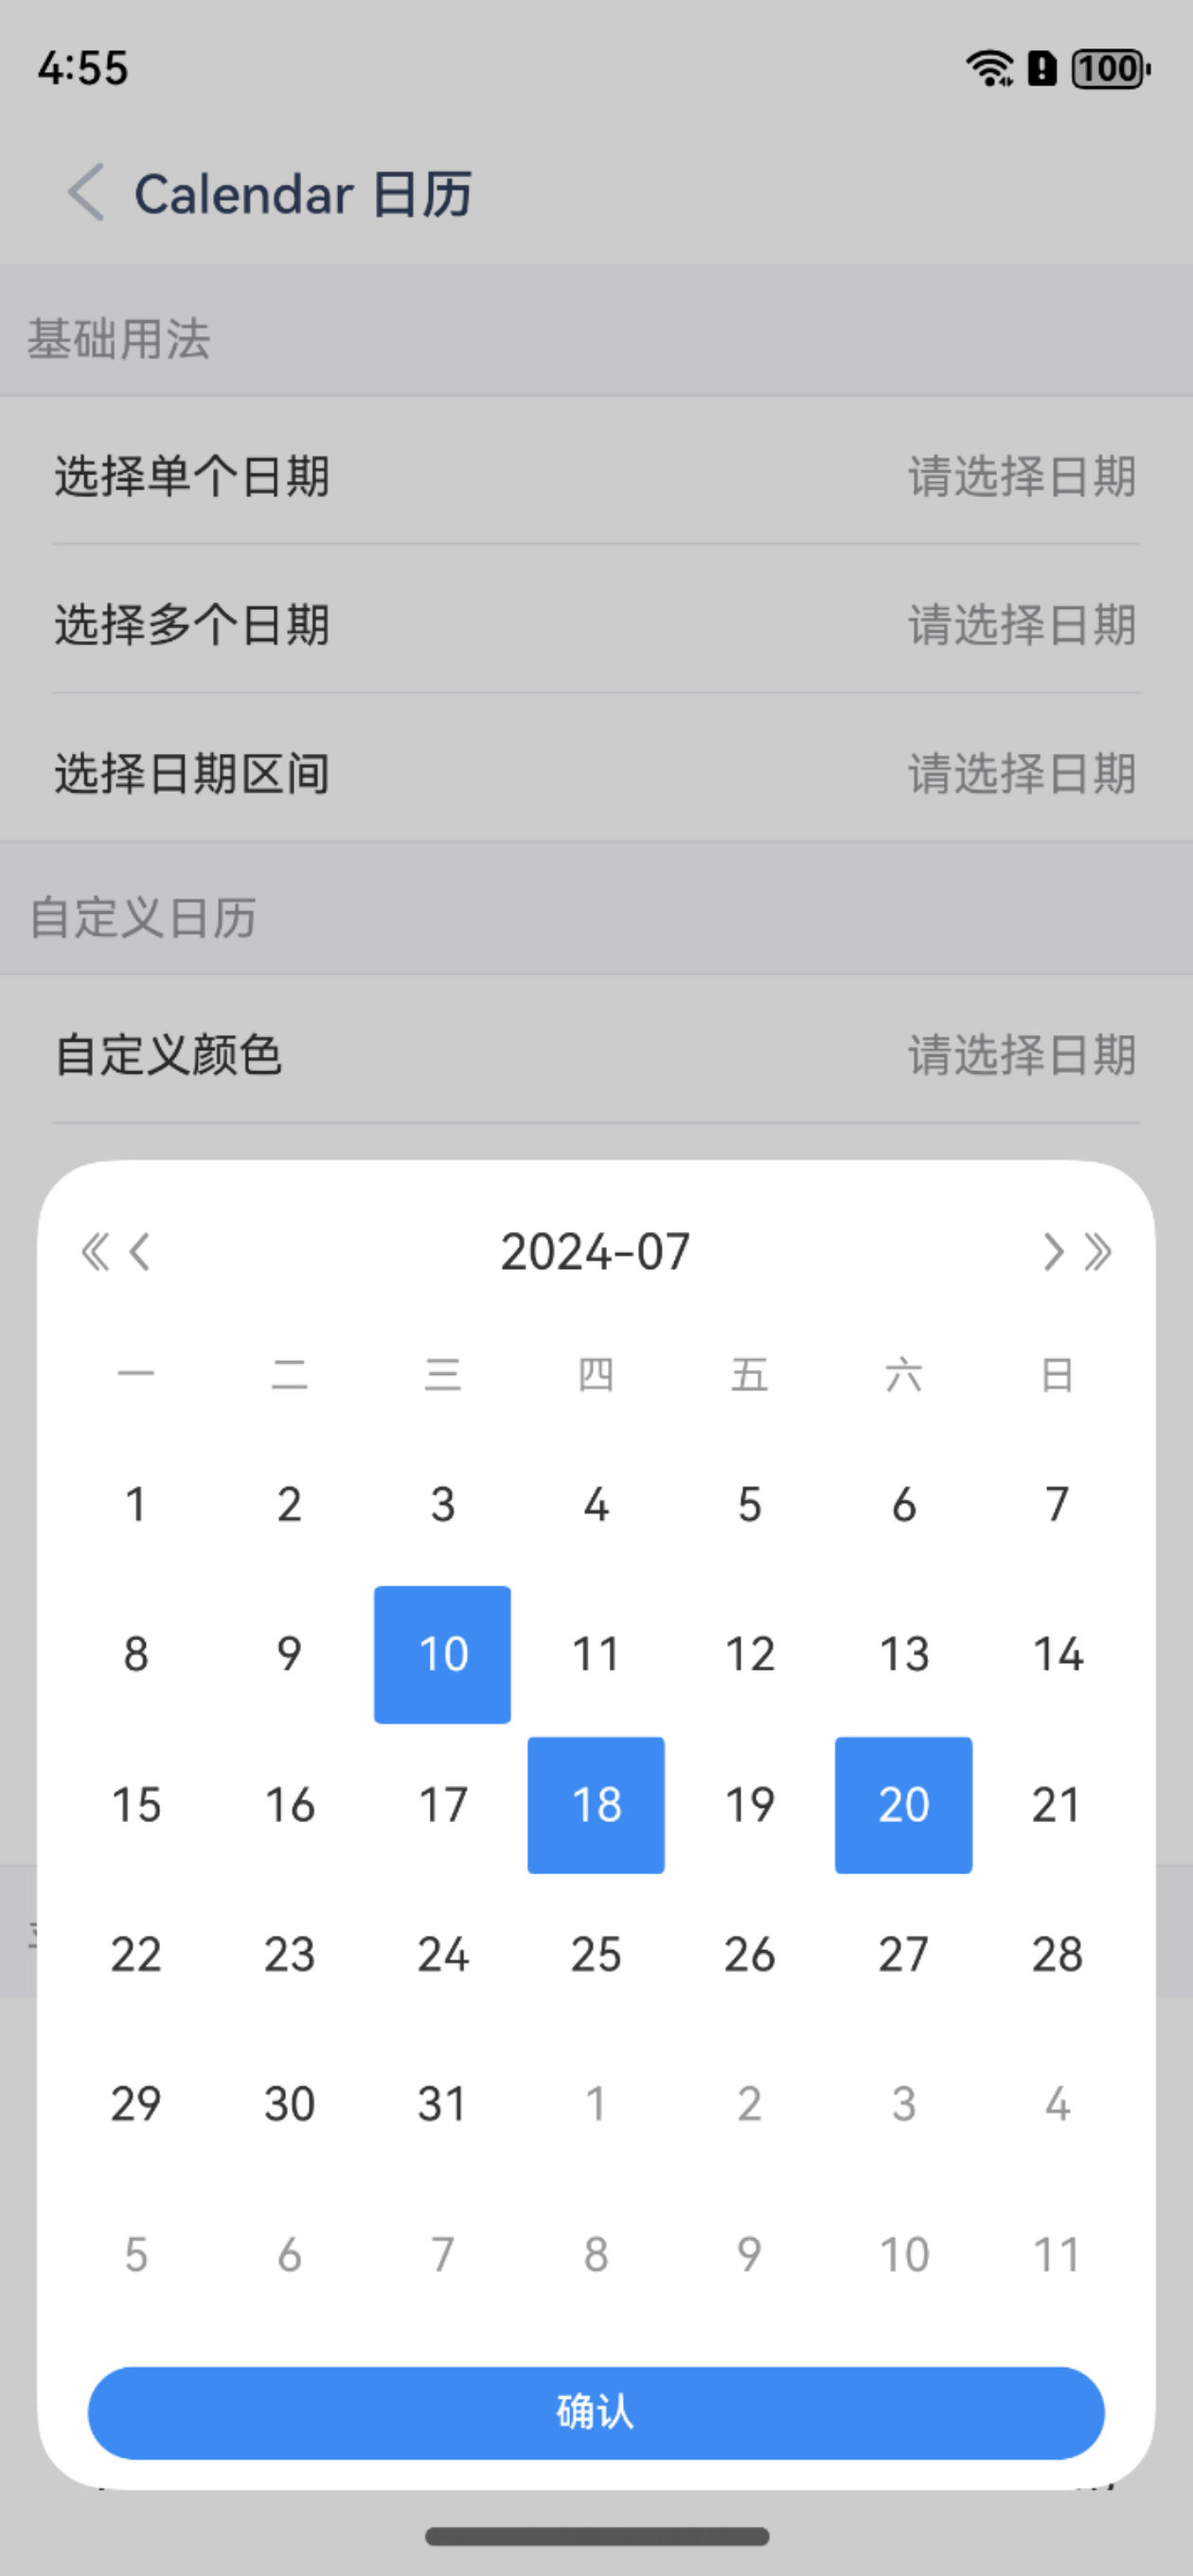 4:55
100
Calendar 日历
基础用法
选择单个日期 请选择日期
选择多个日期 请选择日期
选择日期区间 请选择日期
自定义日历
自定义颜色 请选择日期
2024-07
一 二 三 四 五 六 日
1 2 3 4 5 6 7
8 9 10 11 12 13 14
15 16 17 18 19 20 21
22 23 24 25 26 27 28
29 30 31 1 2 3 4
5 6 7 8 9 10 11
确认